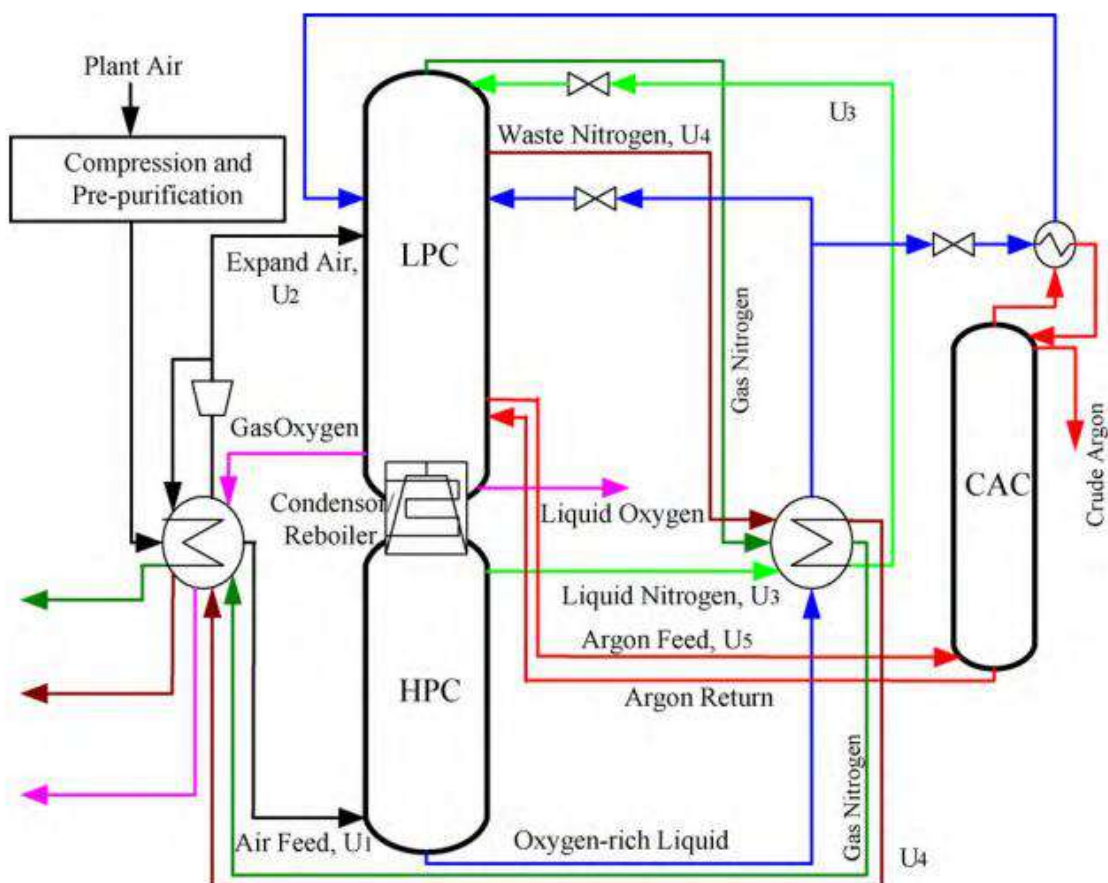 Plant Air
Compression and
Pre-purification
Waste Nitrogen, U4
U3
LPC
Expand Air,
U2
Gas Nitrogen
GasOxygen
Condensor
Reboiler
Liquid Oxygen
CAC
Crude Argon
Liquid Nitrogen, U3
Argon Feed, U5
HPC
Argon Return
Air Feed, U1
Oxygen-rich Liquid
Gas Nitrogen
U4